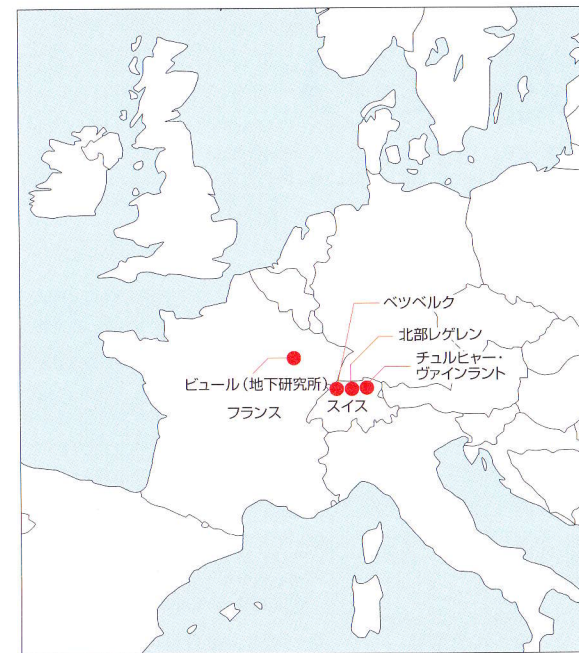 ベツベルク
北部レゲレン
チュルヒャー・
ヴァインラント
ビュール(地下研究所)
スイス
フランス